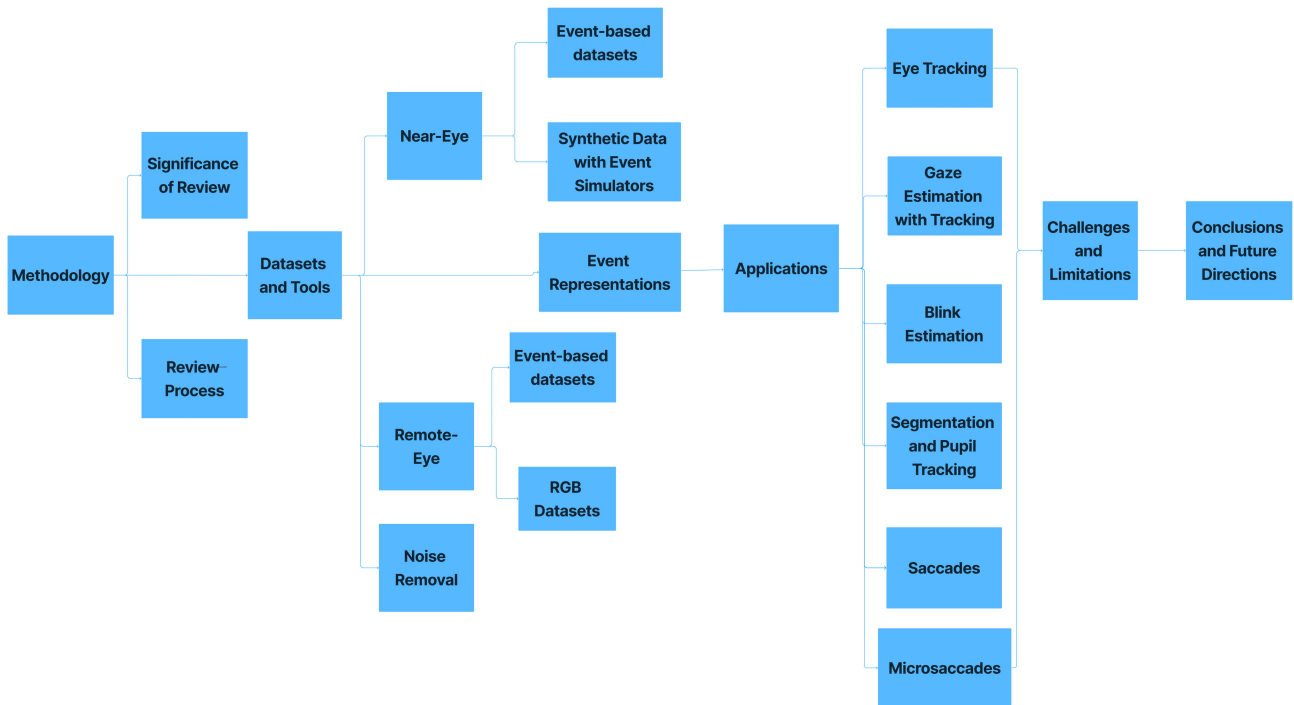 Methodology
Significance
of Review
Review
Process
Datasets
and Tools
Near-Eye
Event-based
datasets
Synthetic Data
with Event
Simulators
Event
Representations
Remote-
Eye
Event-based
datasets
RGB
Datasets
Noise
Removal
Applications
Eye Tracking
Gaze
Estimation
with Tracking
Blink
Estimation
Segmentation
and Pupil
Tracking
Saccades
Microsaccades
Challenges
and
Limitations
Conclusions
and Future
Directions